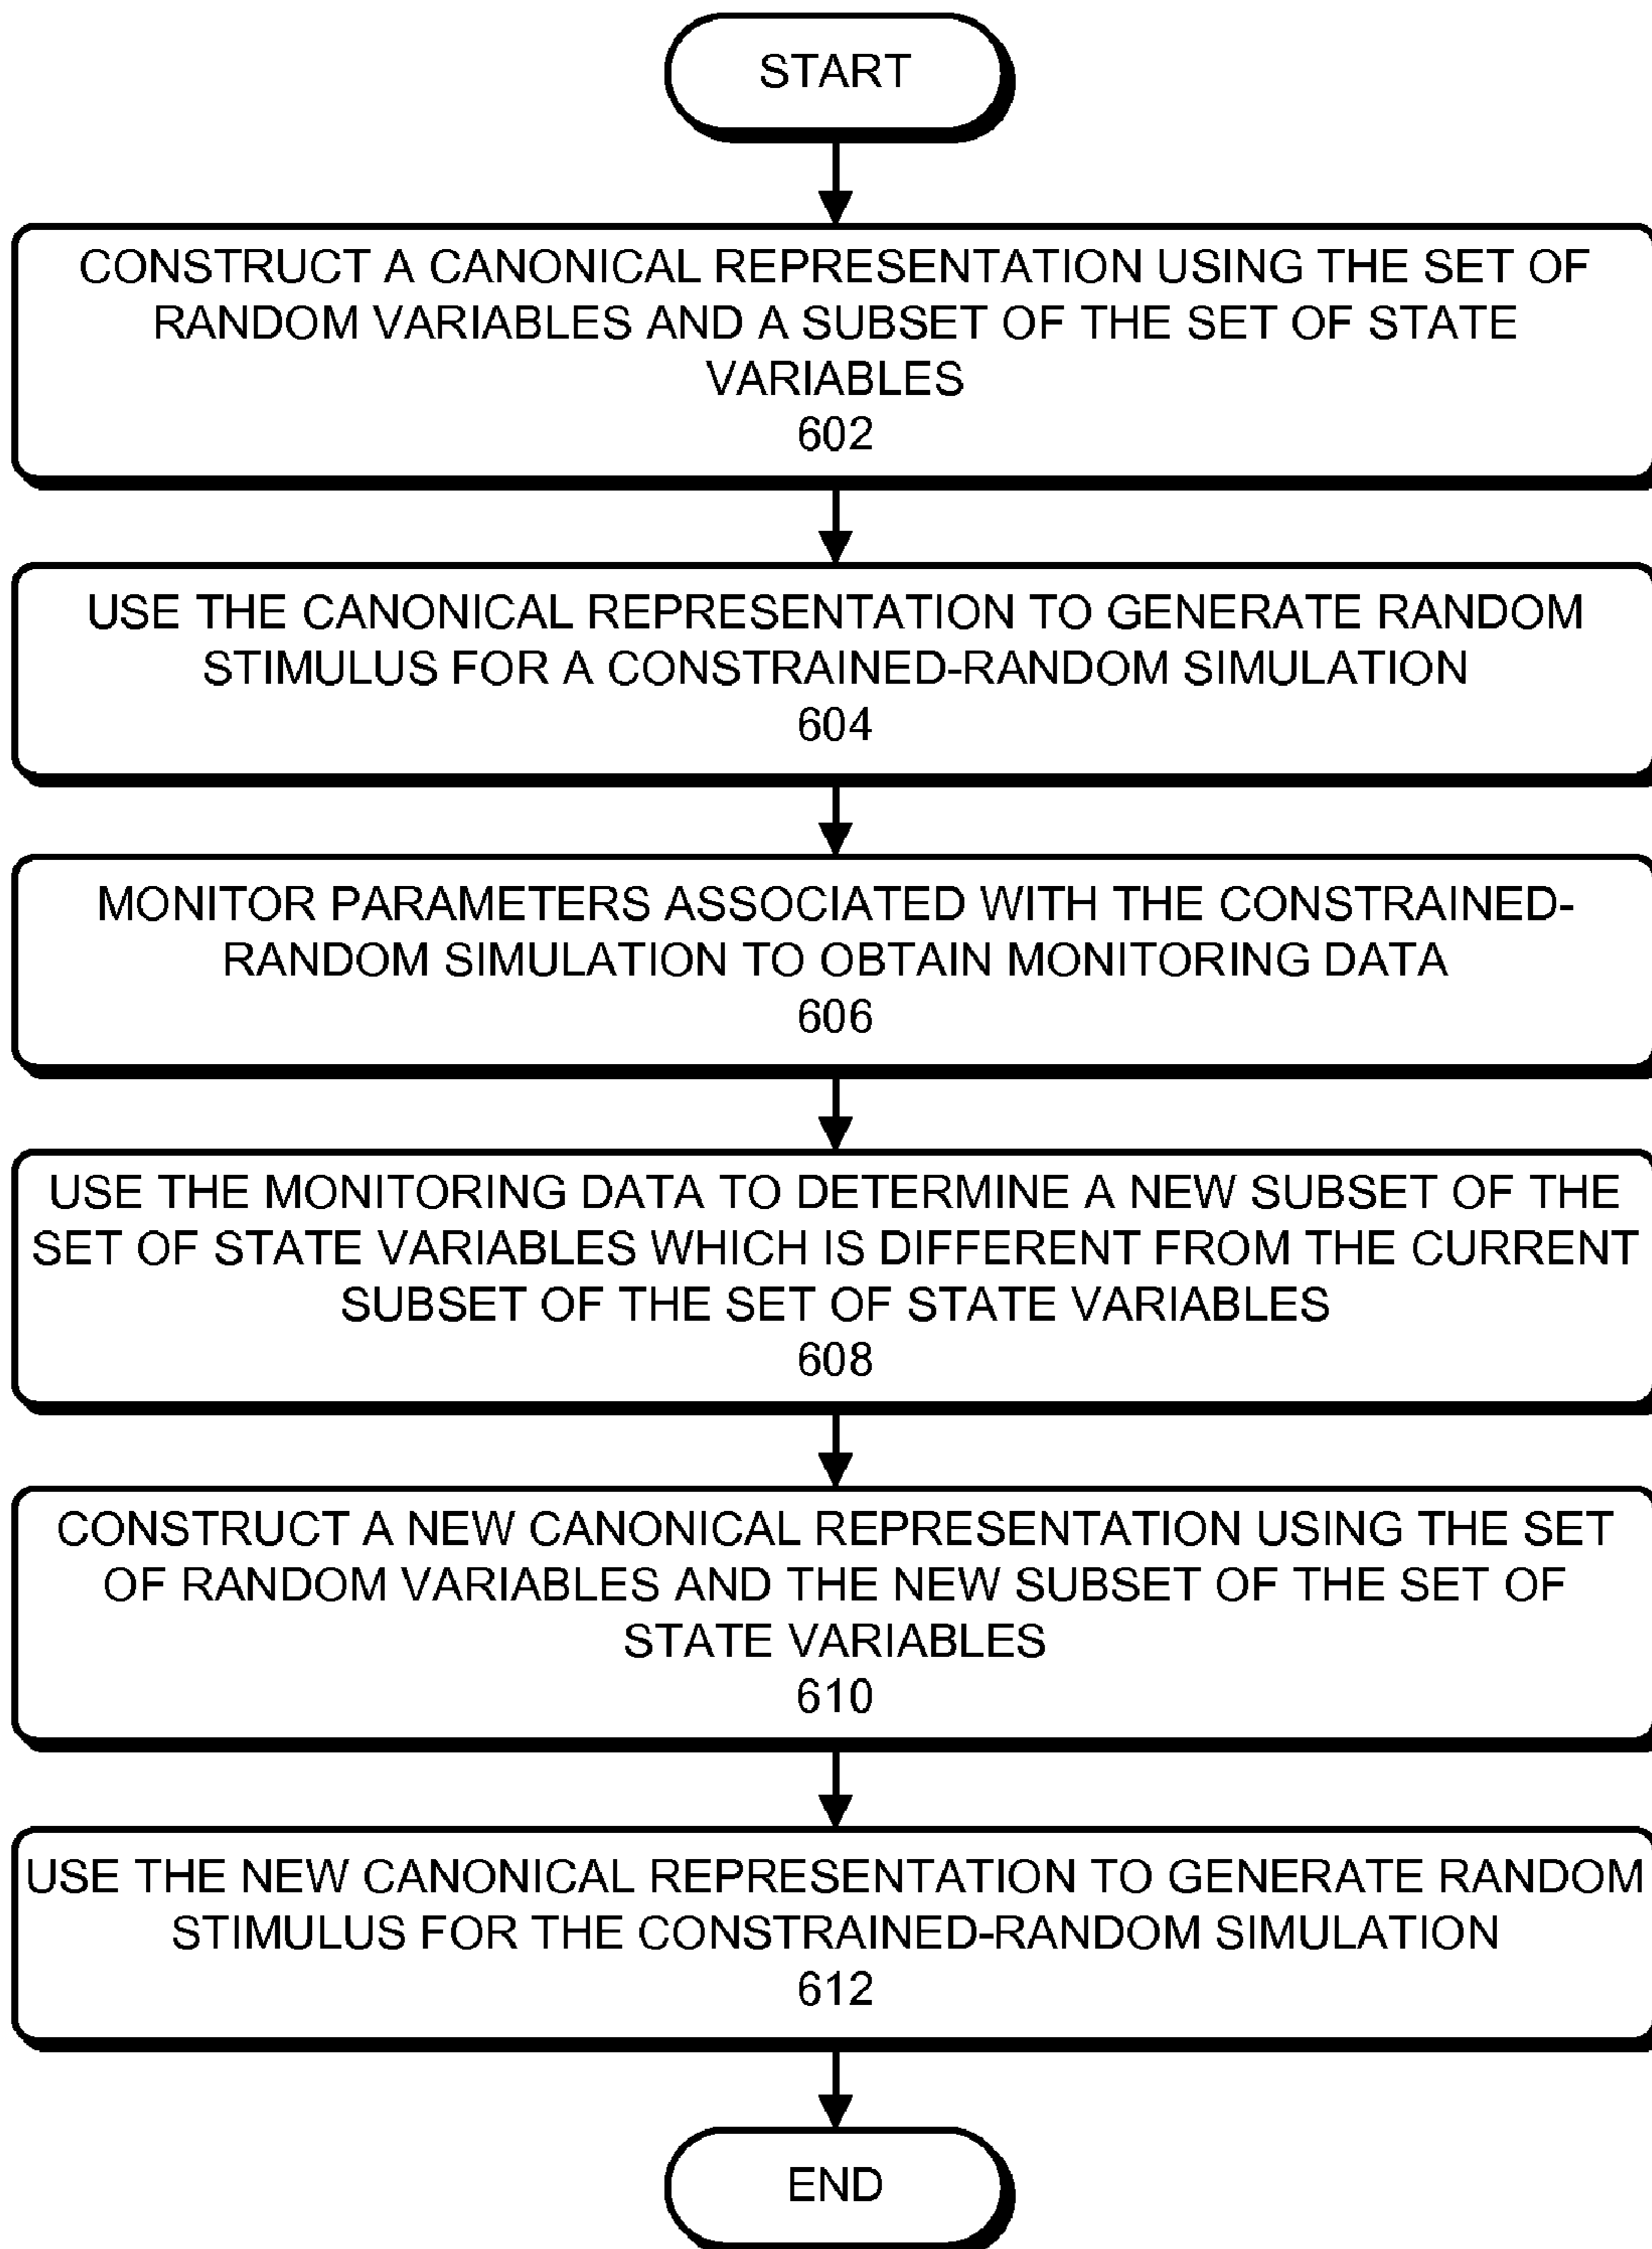 START
CONSTRUCT A CANONICAL REPRESENTATION USING THE SET OF
RANDOM VARIABLES AND A SUBSET OF THE SET OF STATE
VARIABLES
602
USE THE CANONICAL REPRESENTATION TO GENERATE RANDOM
STIMULUS FOR A CONSTRAINED-RANDOM SIMULATION
604
MONITOR PARAMETERS ASSOCIATED WITH THE CONSTRAINED-
RANDOM SIMULATION TO OBTAIN MONITORING DATA
606
USE THE MONITORING DATA TO DETERMINE A NEW SUBSET OF THE
SET OF STATE VARIABLES WHICH IS DIFFERENT FROM THE CURRENT
SUBSET OF THE SET OF STATE VARIABLES
608
CONSTRUCT A NEW CANONICAL REPRESENTATION USING THE SET
OF RANDOM VARIABLES AND THE NEW SUBSET OF THE SET OF
STATE VARIABLES
610
USE THE NEW CANONICAL REPRESENTATION TO GENERATE RANDOM
STIMULUS FOR THE CONSTRAINED-RANDOM SIMULATION
612
END